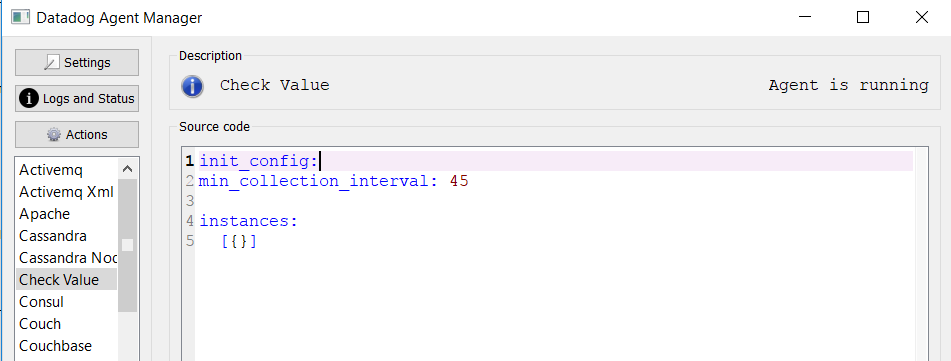 Datadog Agent Manager
Settings
Logs and Status
Actions
Activemq
Activemq Xml
Apache
Cassandra
Cassandra Noc
Check Value
Consul
Couch
Couchbase
Description
Check Value
Agent is running
Source code
1 init_config:
2 min_collection_interval: 45
3
4 instances:
5 [{}]